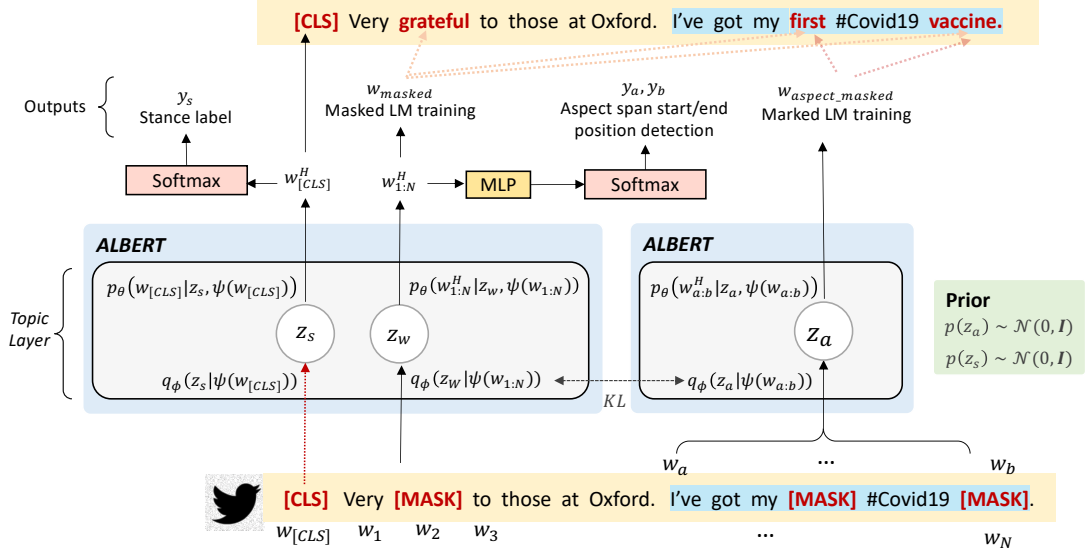 [CLS] Very grateful to those at Oxford. I've got my first #Covid19 vaccine.
Outputs
y_s
Stance label
w_masked
Masked LM training
y_a, y_b
Aspect span start/end
position detection
w_aspect_masked
Marked LM training
Softmax
w^H_[CLS]
w^H_1:N
MLP
Softmax
ALBERT
ALBERT
Topic
Layer
p_θ(w_[CLS]|z_s, ψ(w_[CLS]))
p_θ(w^H_1:N|z_w, ψ(w_1:N))
p_θ(w^H_a:b|z_a, ψ(w_a:b))
z_s
z_w
z_a
q_ϕ(z_s|ψ(w_[CLS]))
q_ϕ(z_W|ψ(w_1:N))
KL
q_ϕ(z_a|ψ(w_a:b))
Prior
p(z_a) ~ 𝒩(0, I)
p(z_s) ~ 𝒩(0, I)
w_a ... w_b
[CLS] Very [MASK] to those at Oxford. I've got my [MASK] #Covid19 [MASK].
w_[CLS] w_1 w_2 w_3 ... w_N